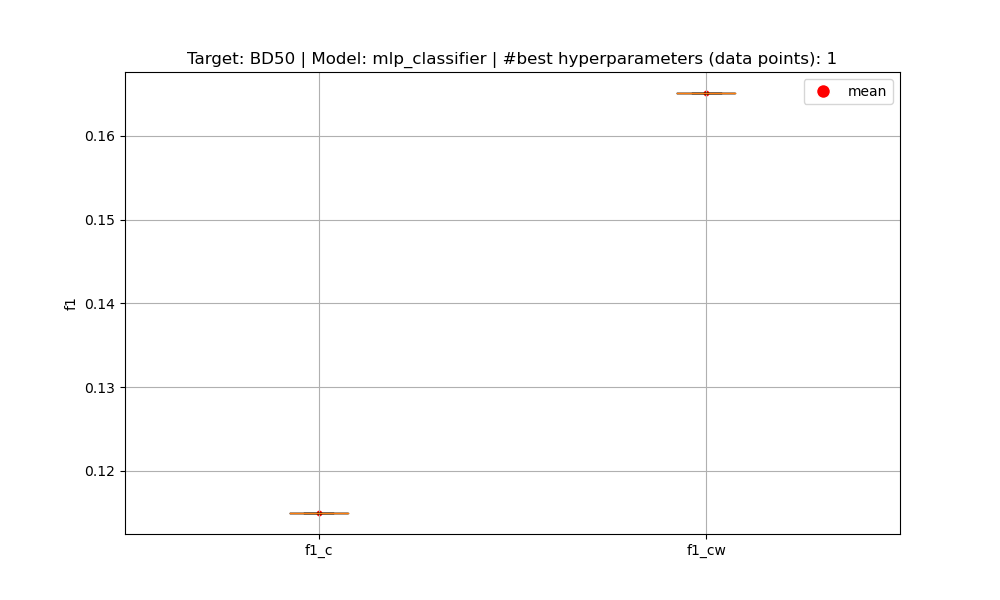 Target: BD50 | Model: mlp_classifier | #best hyperparameters (data points): 1
mean
0.16
0.15
0.14
0.13
0.12
f1
f1_c
f1_cw